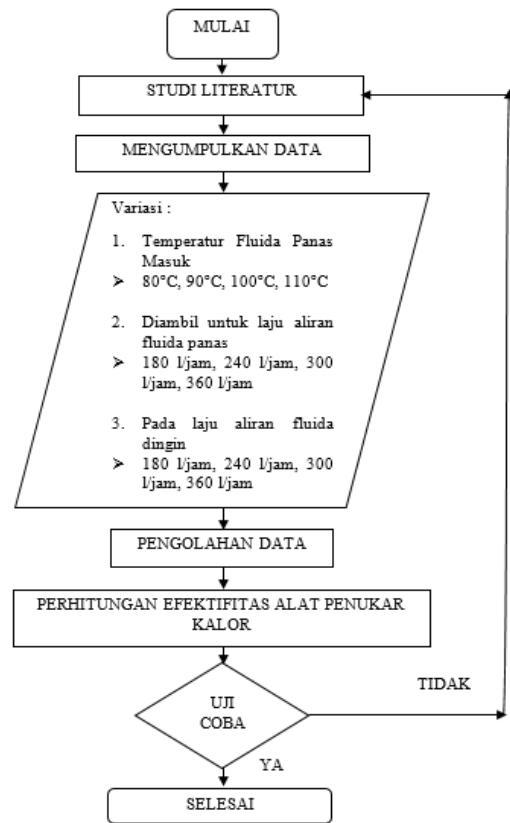 MULAI
STUDI LITERATUR
MENGUMPULKAN DATA
Variasi :
1. Temperatur Fluida Panas
Masuk
➢ 80°C, 90°C, 100°C, 110°C
2. Diambil untuk laju aliran
fluida panas
➢ 180 l/jam, 240 l/jam, 300
l/jam, 360 l/jam
3. Pada laju aliran fluida
dingin
➢ 180 l/jam, 240 l/jam, 300
l/jam, 360 l/jam
PENGOLAHAN DATA
PERHITUNGAN EFEKTIFITAS ALAT PENUKAR
KALOR
UJI
COBA
TIDAK
YA
SELESAI